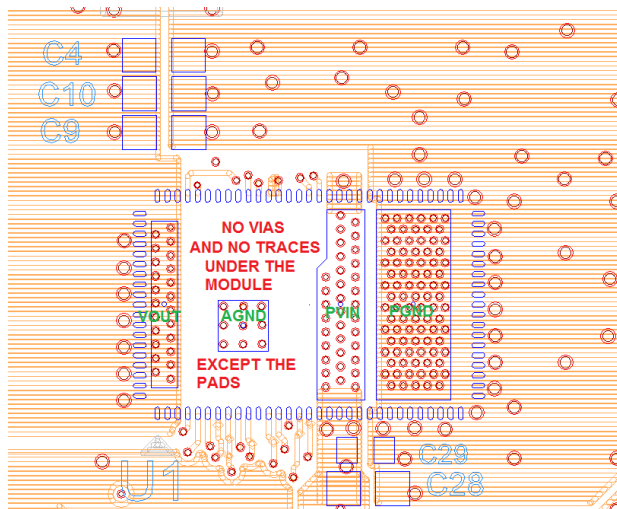 C4
C10
C9
NO VIAS
AND NO TRACES
UNDER THE
MODULE
VOUT
AGND
PVIN
PGND
EXCEPT THE
PADS
C29
C28
U1